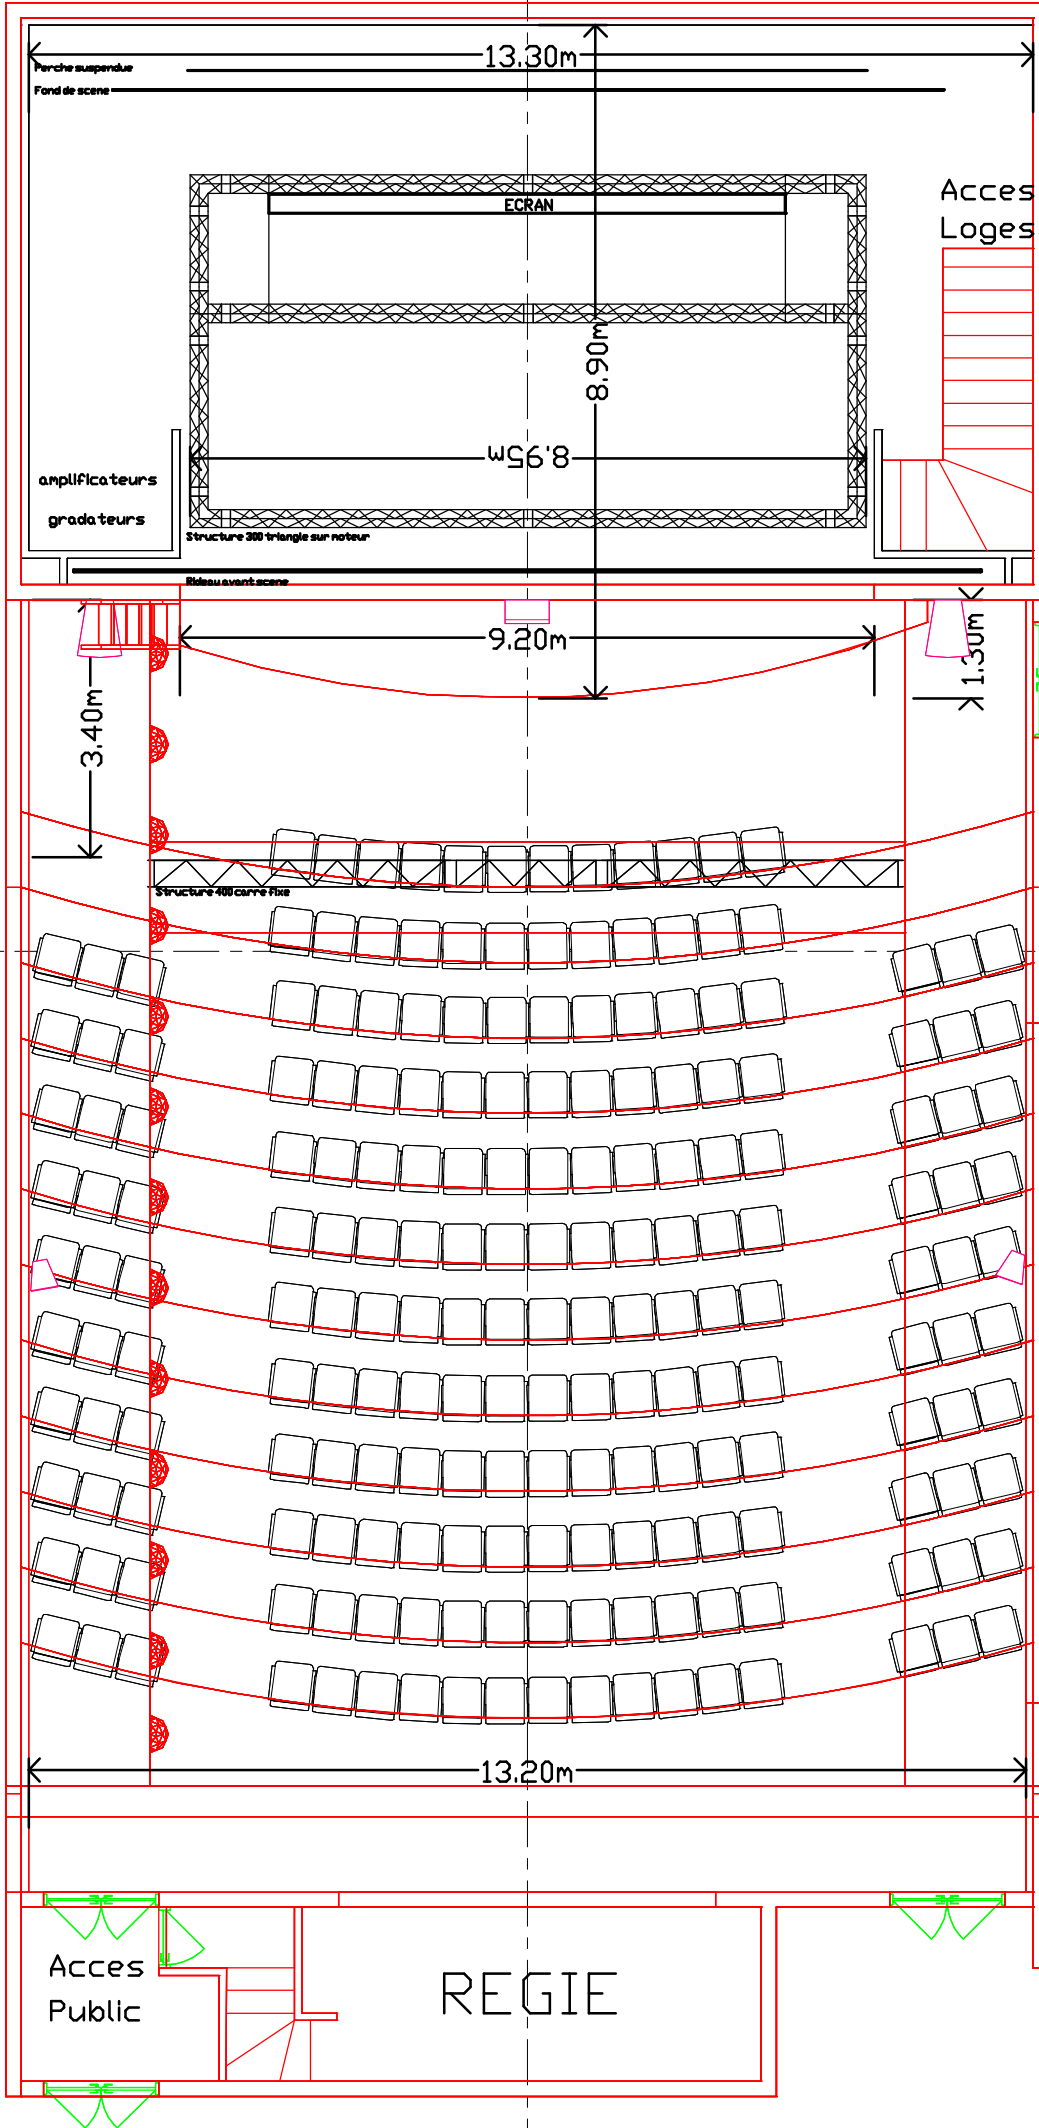 13.30m
Perche suspendue
Fond de scene
ECRAN
Acces
Loges
8.90m
8.95m
amplificateurs
gradateurs
Structure 300 triangle sur moteur
Rideau avant scene
9.20m
1.30m
3.40m
Structure 400 carre fixe
13.20m
Acces
Public
REGIE